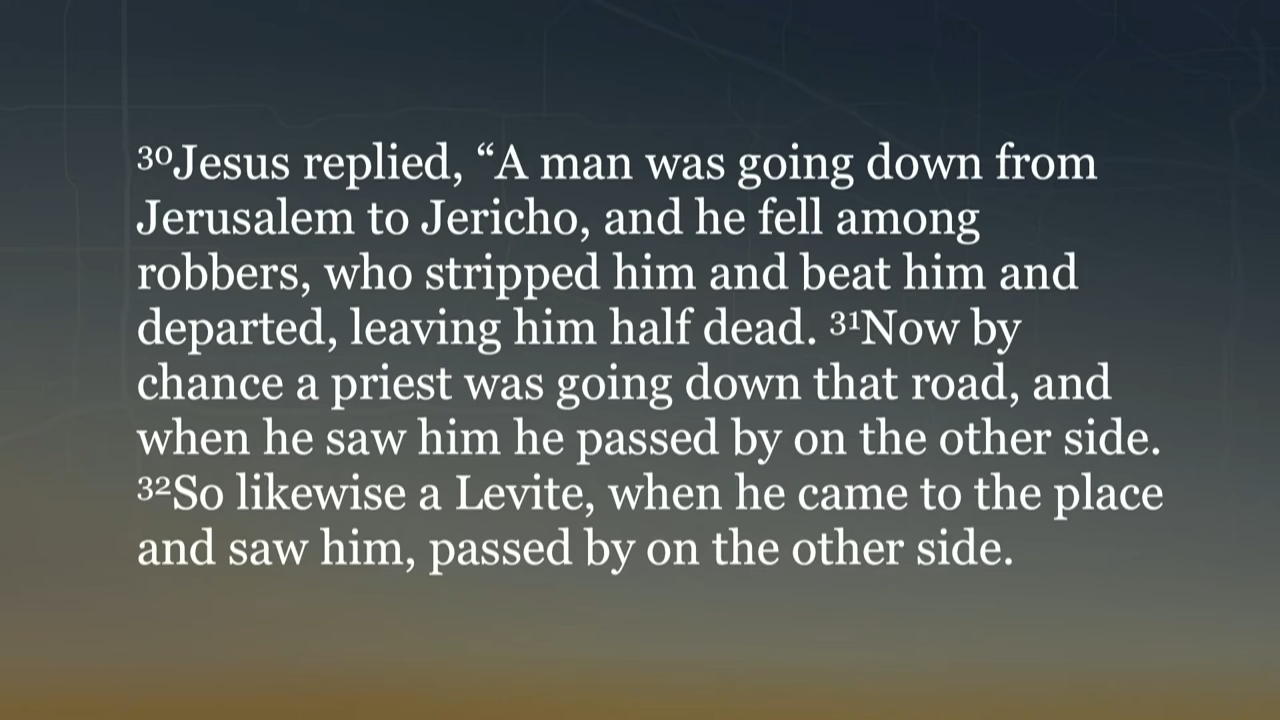 ³⁰Jesus replied, “A man was going down from
Jerusalem to Jericho, and he fell among
robbers, who stripped him and beat him and
departed, leaving him half dead. ³¹Now by
chance a priest was going down that road, and
when he saw him he passed by on the other side.
³²So likewise a Levite, when he came to the place
and saw him, passed by on the other side.